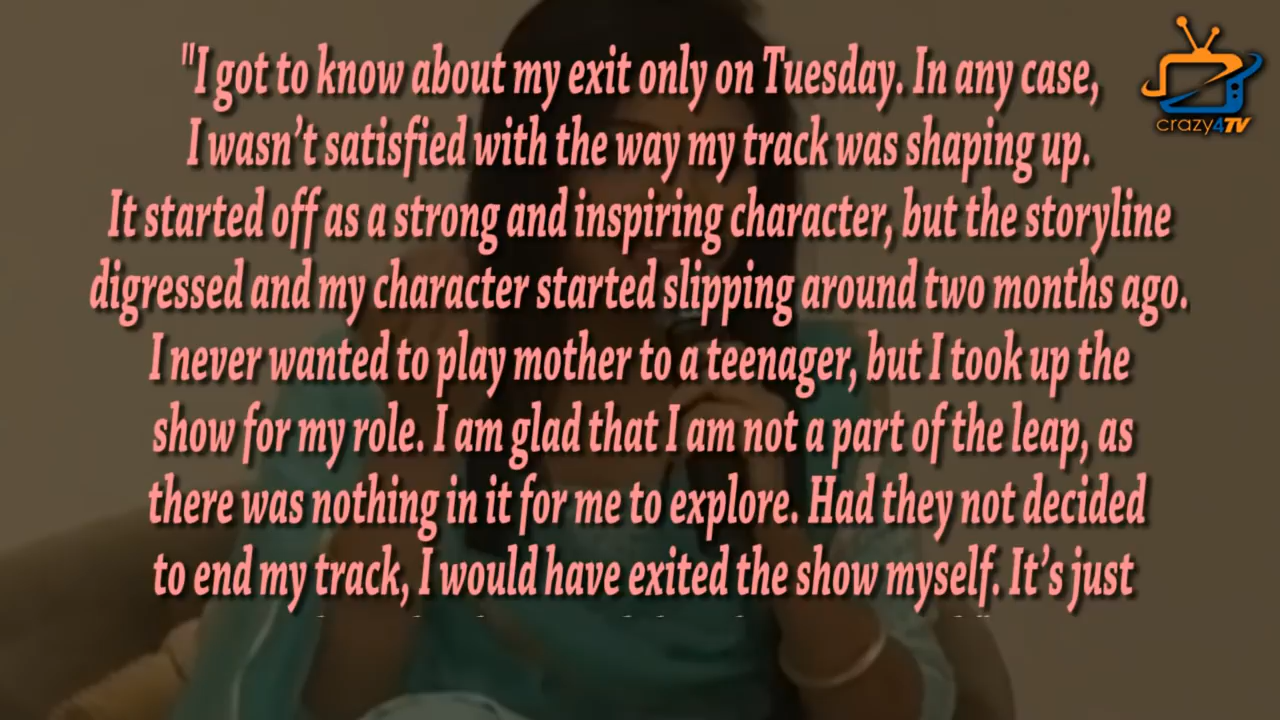 "I got to know about my exit only on Tuesday. In any case,
I wasn't satisfied with the way my track was shaping up.
It started off as a strong and inspiring character, but the storyline
digressed and my character started slipping around two months ago.
I never wanted to play mother to a teenager, but I took up the
show for my role. I am glad that I am not a part of the leap, as
there was nothing in it for me to explore. Had they not decided
to end my track, I would have exited the show myself. It's just
crazy4TV